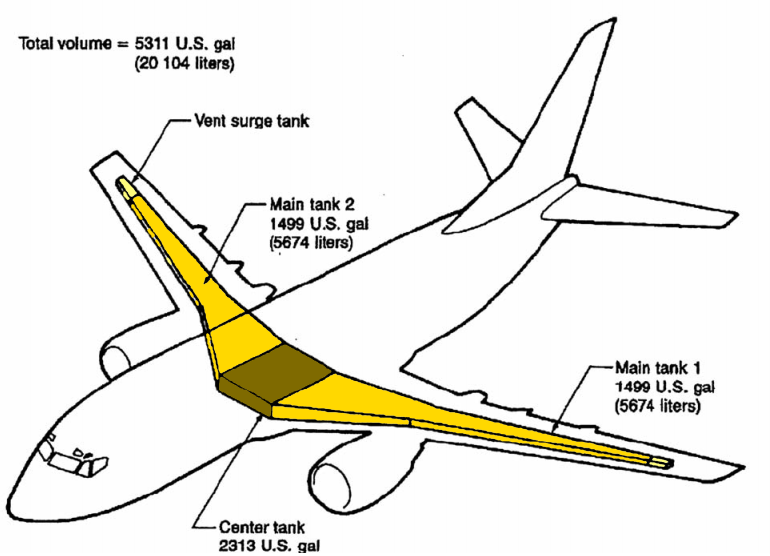 Total volume = 5311 U.S. gal
(20 104 liters)
Vent surge tank
Main tank 2
1499 U.S. gal
(5674 liters)
Main tank 1
1499 U.S. gal
(5674 liters)
Center tank
2313 U.S. gal